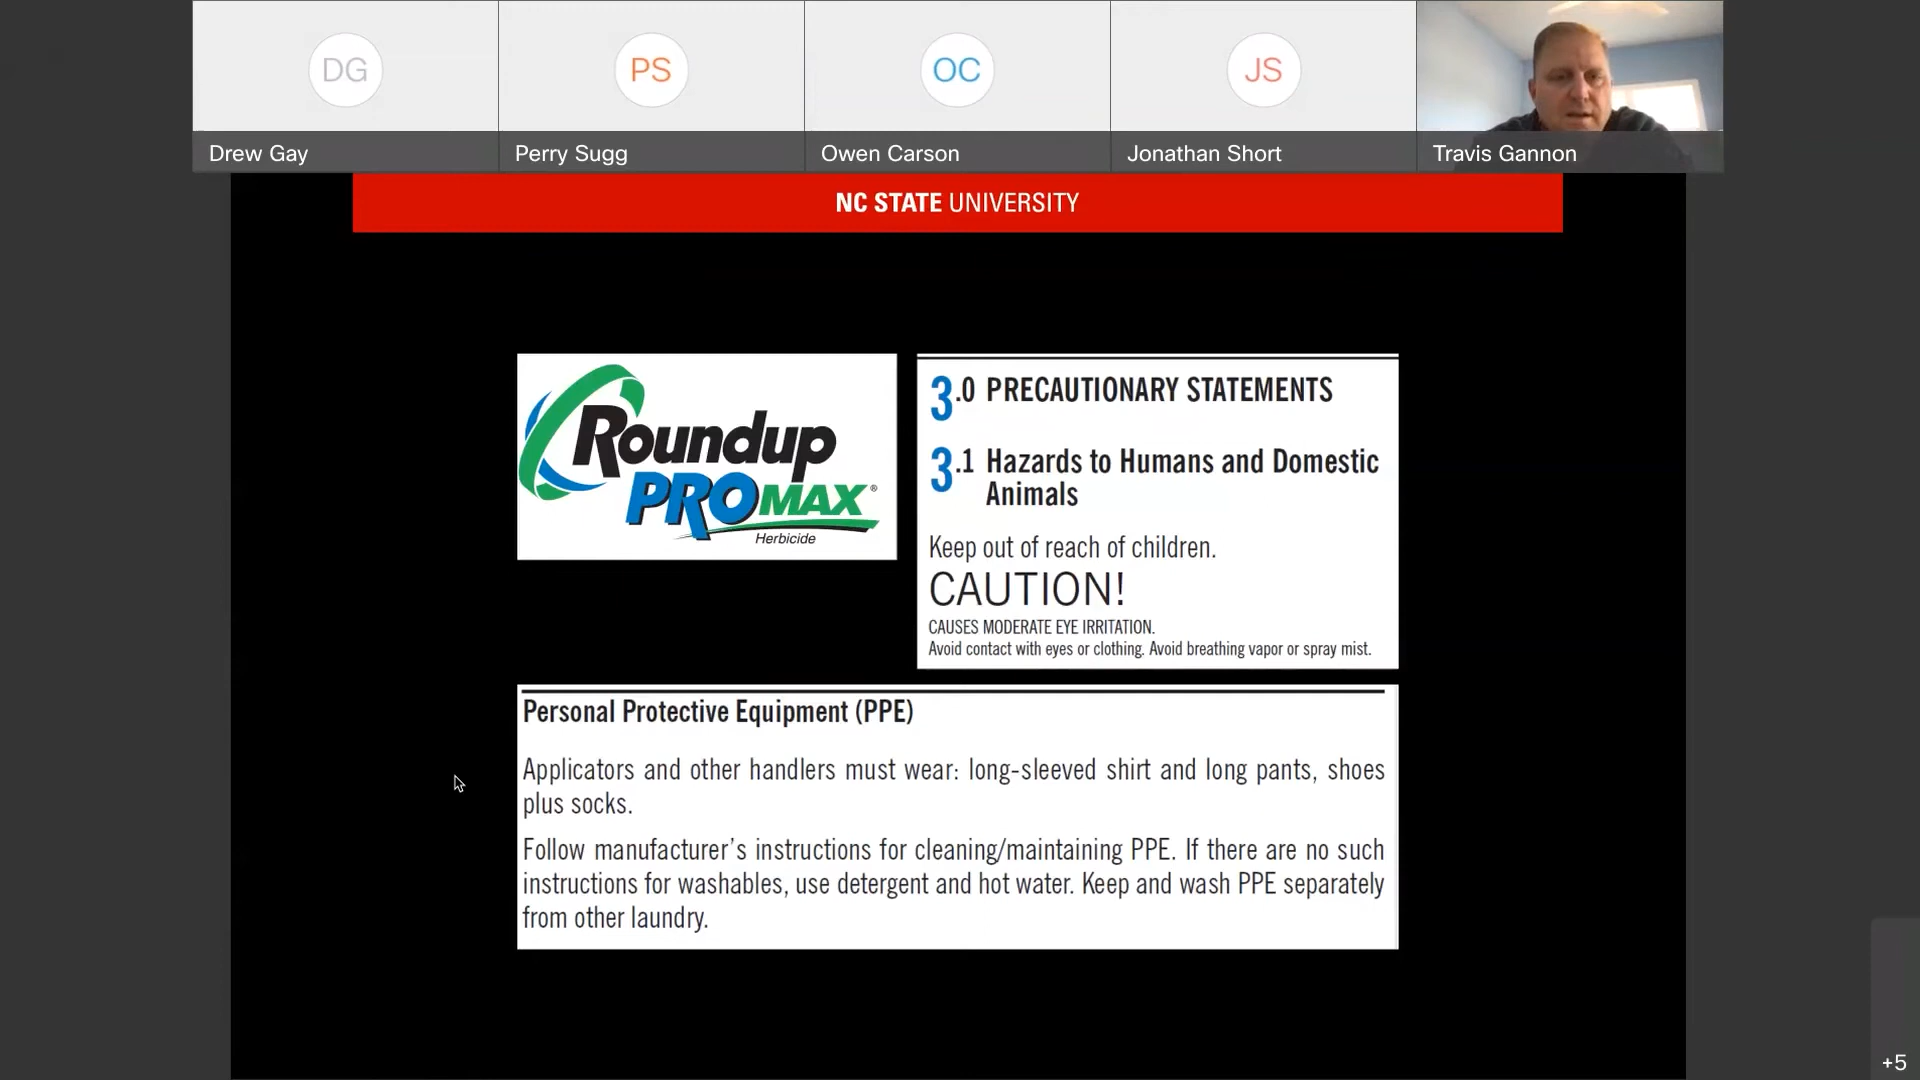 DG
PS
OC
JS
Drew Gay
Perry Sugg
Owen Carson
Jonathan Short
Travis Gannon
NC STATE UNIVERSITY
Roundup
PROMAX®
Herbicide
3.0 PRECAUTIONARY STATEMENTS
3.1 Hazards to Humans and Domestic
Animals
Keep out of reach of children.
CAUTION!
CAUSES MODERATE EYE IRRITATION.
Avoid contact with eyes or clothing. Avoid breathing vapor or spray mist.
Personal Protective Equipment (PPE)
Applicators and other handlers must wear: long-sleeved shirt and long pants, shoes
plus socks.
Follow manufacturer's instructions for cleaning/maintaining PPE. If there are no such
instructions for washables, use detergent and hot water. Keep and wash PPE separately
from other laundry.
+5